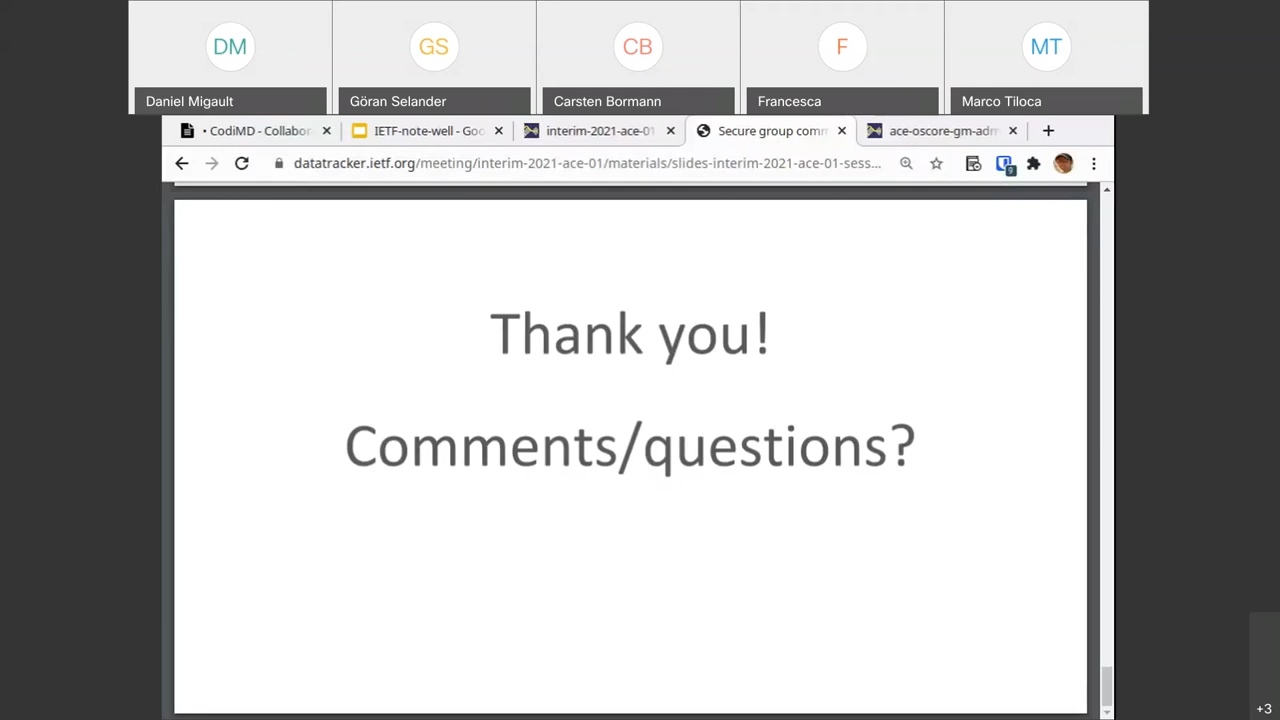 DM
GS
CB
F
MT
Daniel Migault
Göran Selander
Carsten Bormann
Francesca
Marco Tiloca
• CodiMD - Collabor
IETF-note-well - Goo
interim-2021-ace-01
Secure group comm
ace-oscore-gm-adm
datatracker.ietf.org/meeting/interim-2021-ace-01/materials/slides-interim-2021-ace-01-sess...
9
Thank you!
Comments/questions?
+3